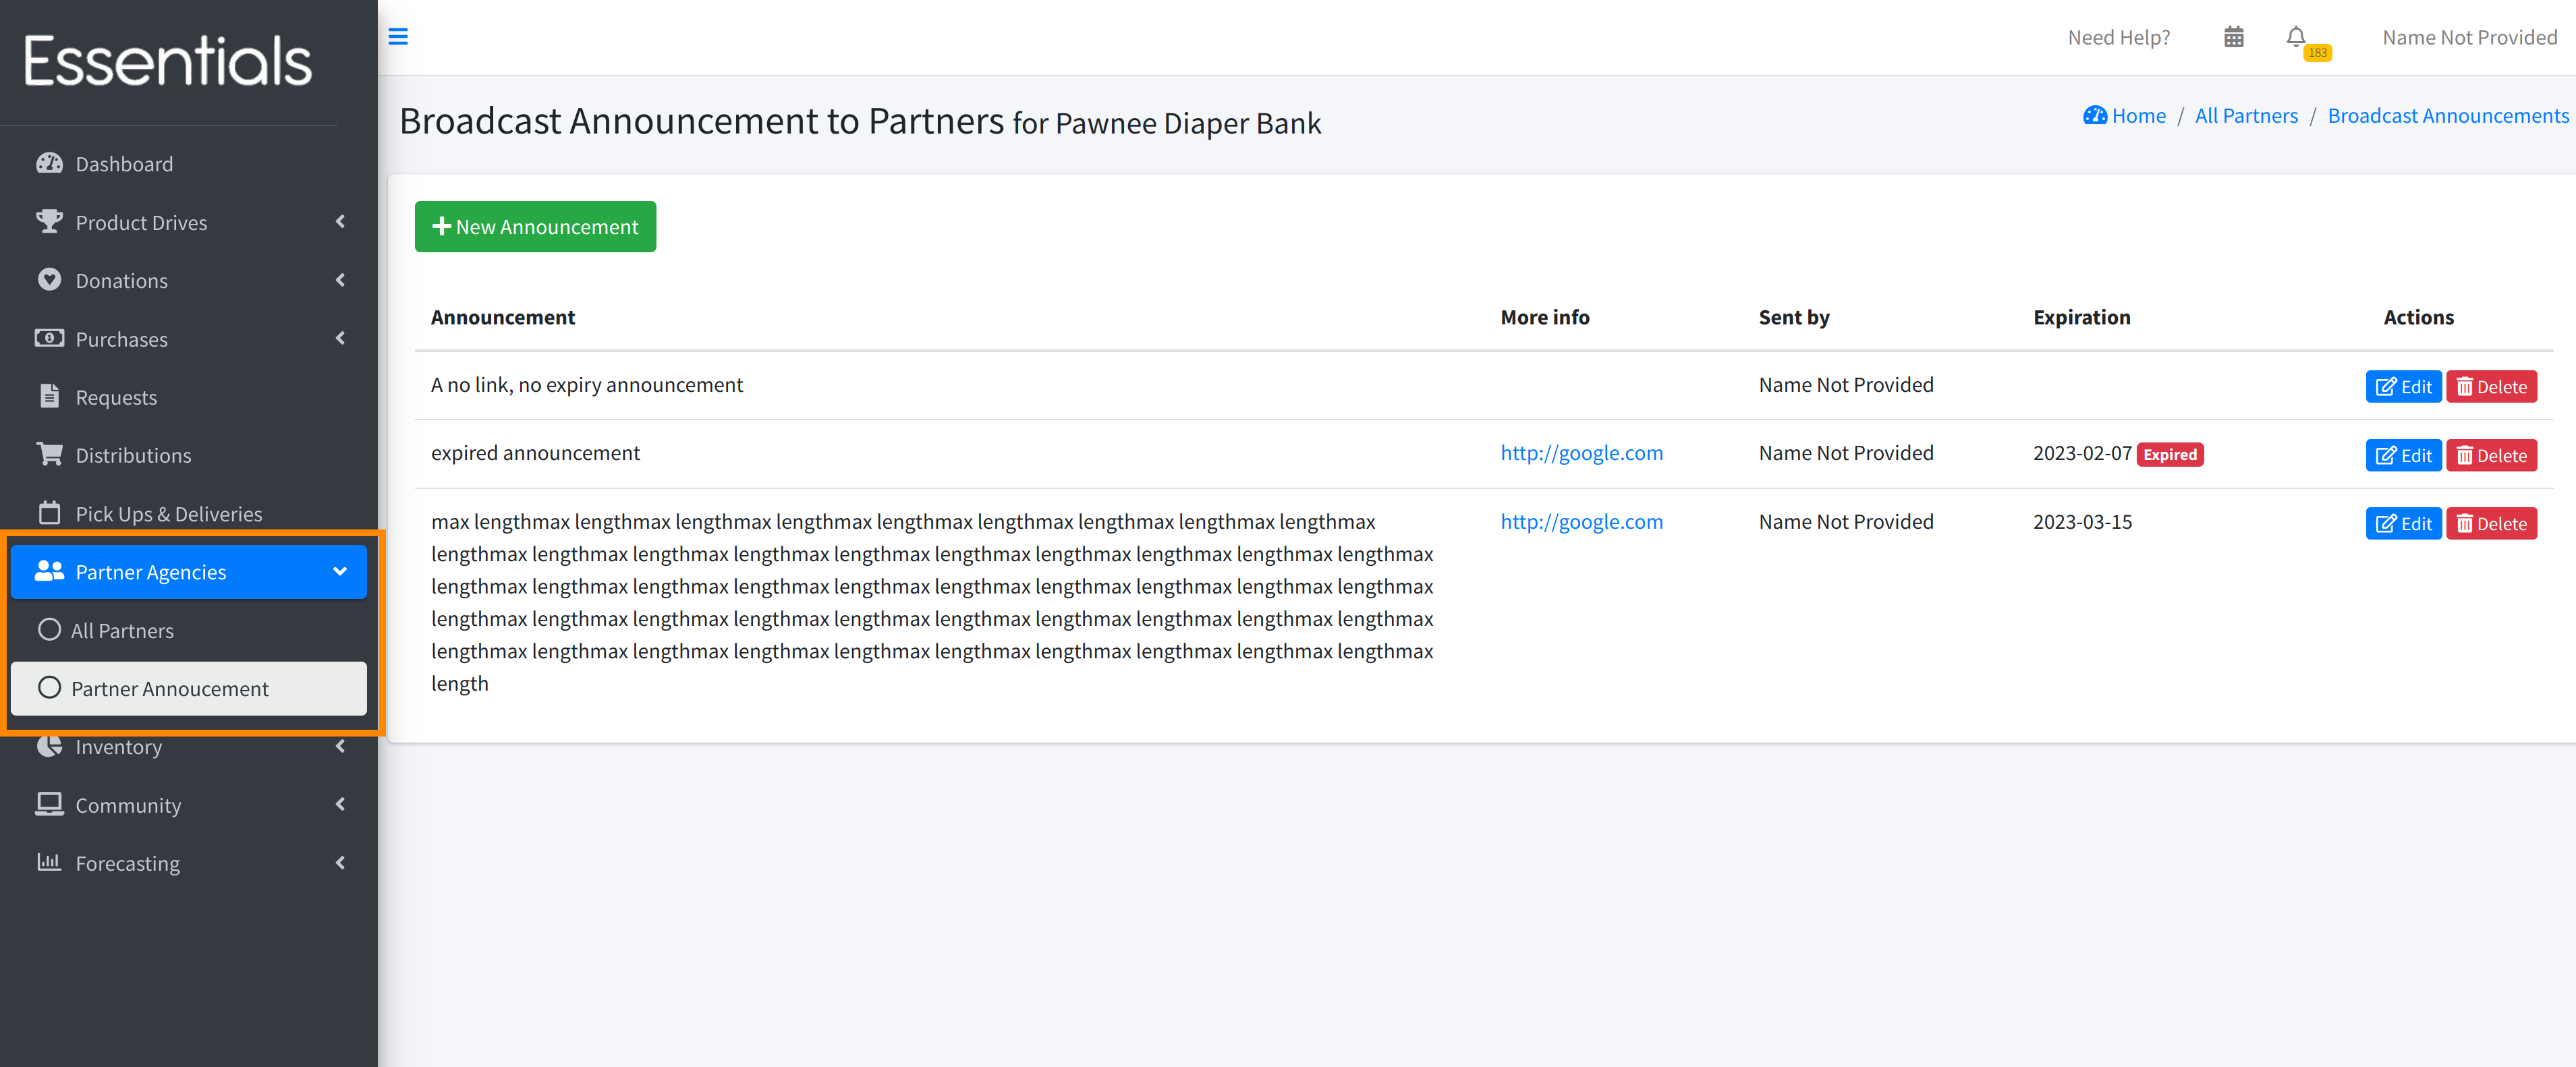 Essentials
Need Help?
183
Name Not Provided
Broadcast Announcement to Partners for Pawnee Diaper Bank
Home / All Partners / Broadcast Announcements
Dashboard
Product Drives
Donations
Purchases
Requests
Distributions
Pick Ups & Deliveries
Partner Agencies
All Partners
Partner Annoucement
Inventory
Community
Forecasting
New Announcement
Announcement More info Sent by Expiration Actions
A no link, no expiry announcement Name Not Provided Edit Delete
expired announcement http://google.com Name Not Provided 2023-02-07 Expired Edit Delete
max lengthmax lengthmax lengthmax lengthmax lengthmax lengthmax lengthmax lengthmax lengthmax http://google.com Name Not Provided 2023-03-15 Edit Delete
lengthmax lengthmax lengthmax lengthmax lengthmax lengthmax lengthmax lengthmax lengthmax lengthmax
lengthmax lengthmax lengthmax lengthmax lengthmax lengthmax lengthmax lengthmax lengthmax lengthmax
lengthmax lengthmax lengthmax lengthmax lengthmax lengthmax lengthmax lengthmax lengthmax lengthmax
lengthmax lengthmax lengthmax lengthmax lengthmax lengthmax lengthmax lengthmax lengthmax lengthmax
length